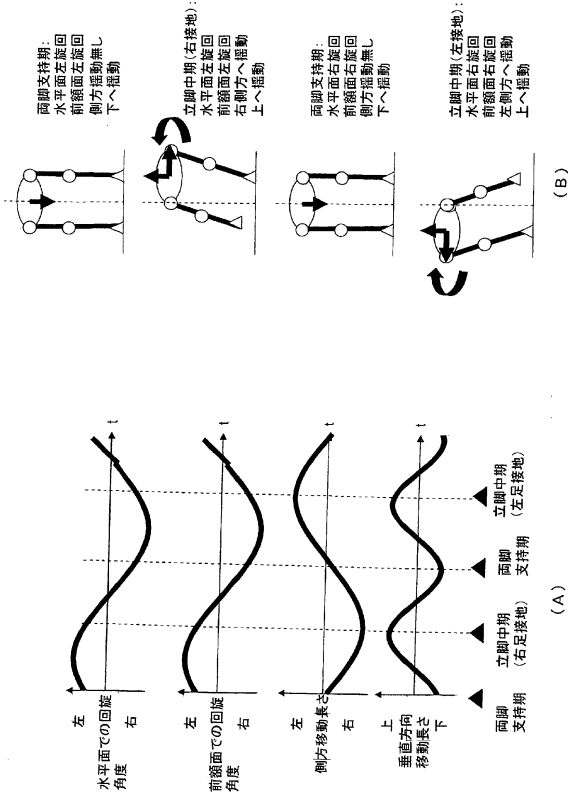 水平面での回旋
角度
左
右
t
前額面での回旋
角度
左
右
t
側方移動長さ
左
右
t
垂直方向
移動長さ
上
下
t
両脚
支持期
立脚中期
(右足接地)
両脚
支持期
立脚中期
(左足接地)
(A)
両脚支持期:
水平面左旋回
前額面左旋回
側方揺動無し
下へ揺動
立脚中期(右接地):
水平面左旋回
前額面左旋回
右側方へ揺動
上へ揺動
両脚支持期:
水平面右旋回
前額面右旋回
側方揺動無し
下へ揺動
立脚中期(左接地):
水平面右旋回
前額面右旋回
左側方へ揺動
上へ揺動
(B)